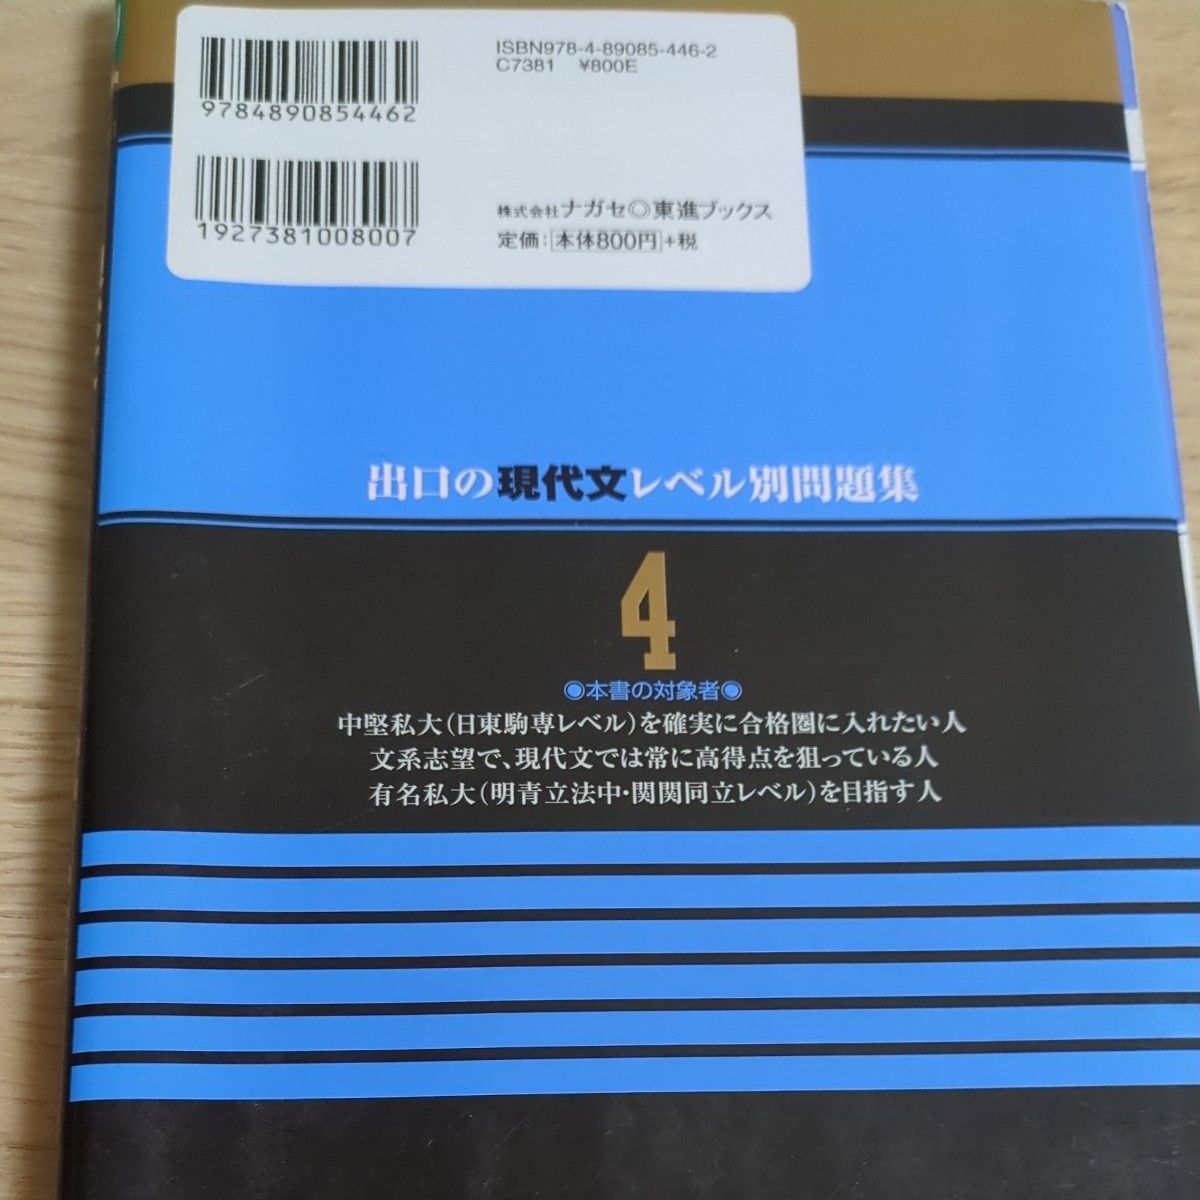 ISBN978-4-89085-446-2
C7381 ¥800E
9784890854462
1927381008007
株式会社ナガセ◎東進ブックス
定価:本体800円+税
出口の現代文レベル別問題集
4
◉本書の対象者◉
中堅私大(日東駒専レベル)を確実に合格圏に入れたい人
文系志望で、現代文では常に高得点を狙っている人
有名私大(明青立法中・関関同立レベル)を目指す人